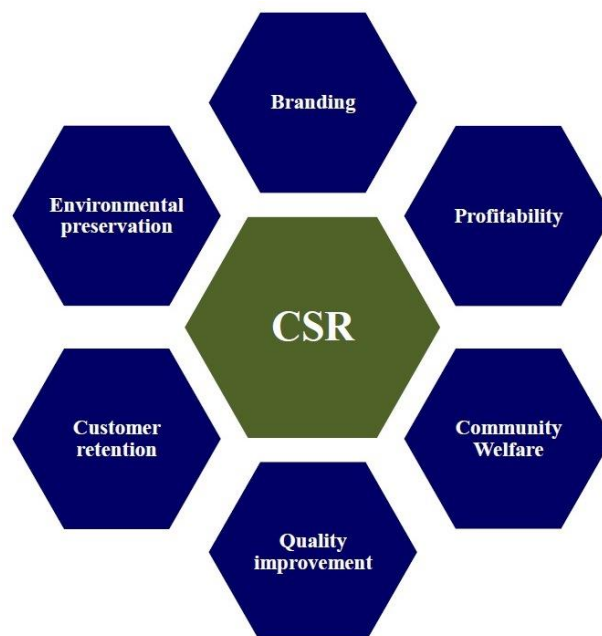 Branding
Environmental
preservation
Profitability
CSR
Customer
retention
Community
Welfare
Quality
improvement